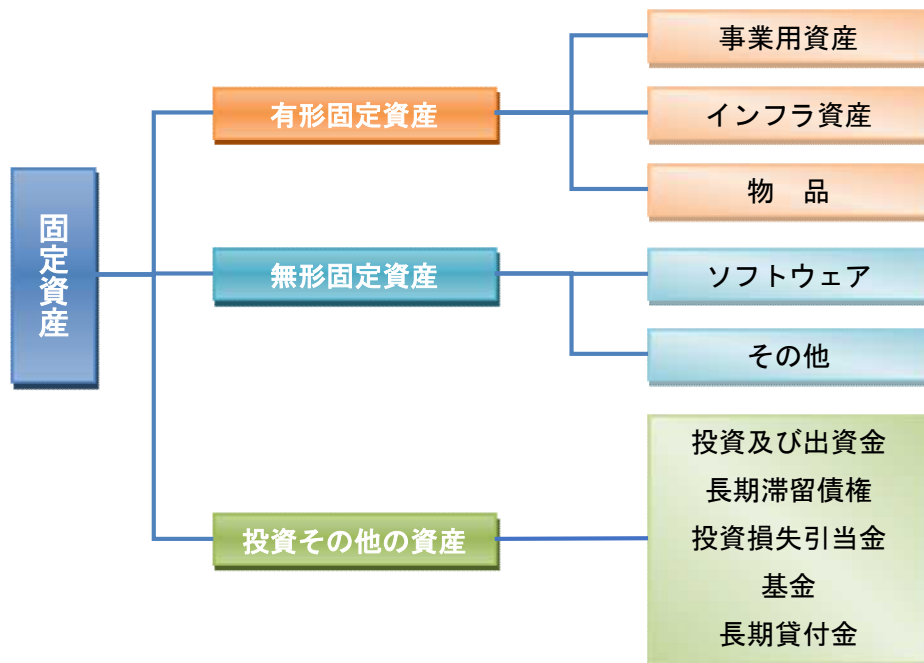 固定資産
有形固定資産
事業用資産
インフラ資産
物　品
無形固定資産
ソフトウェア
その他
投資その他の資産
投資及び出資金
長期滞留債権
投資損失引当金
基金
長期貸付金